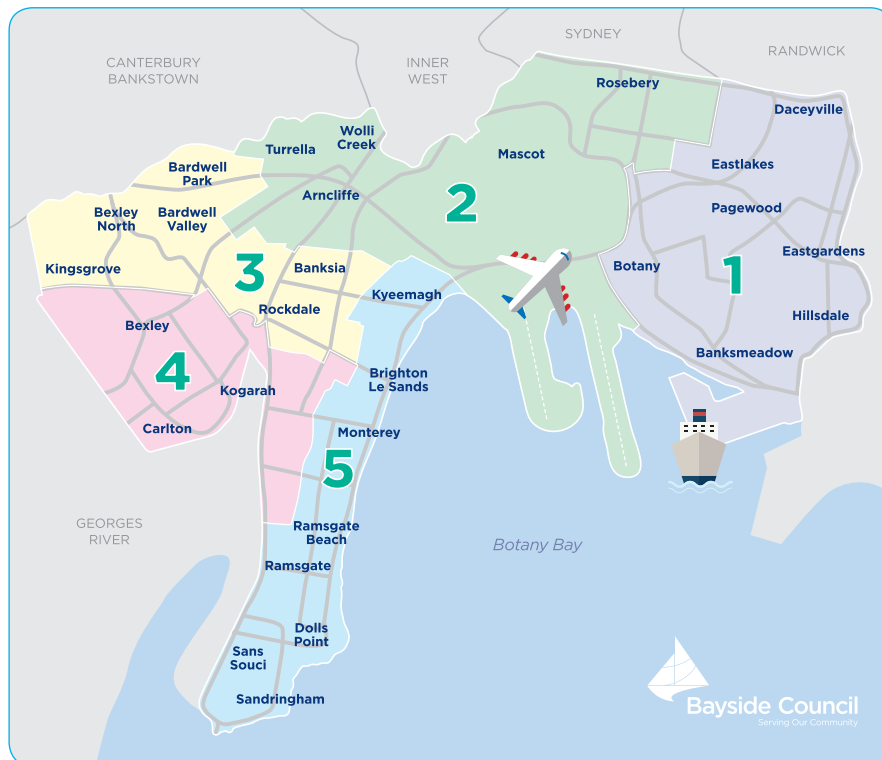 SYDNEY
RANDWICK
CANTERBURY
BANKSTOWN
INNER
WEST
Rosebery
Daceyville
Wolli
Creek
Turrella
Mascot
Eastlakes
Bardwell
Park
Arncliffe
2
Pagewood
Bexley
North
Bardwell
Valley
Eastgardens
Kingsgrove
3
Banksia
Botany
1
Kyeemagh
Rockdale
Hillsdale
Bexley
Banksmeadow
4
Brighton
Le Sands
Kogarah
Carlton
Monterey
5
GEORGES
RIVER
Ramsgate
Beach
Botany Bay
Ramsgate
Dolls
Point
Sans
Souci
Sandringham
Bayside Council
Serving Our Community